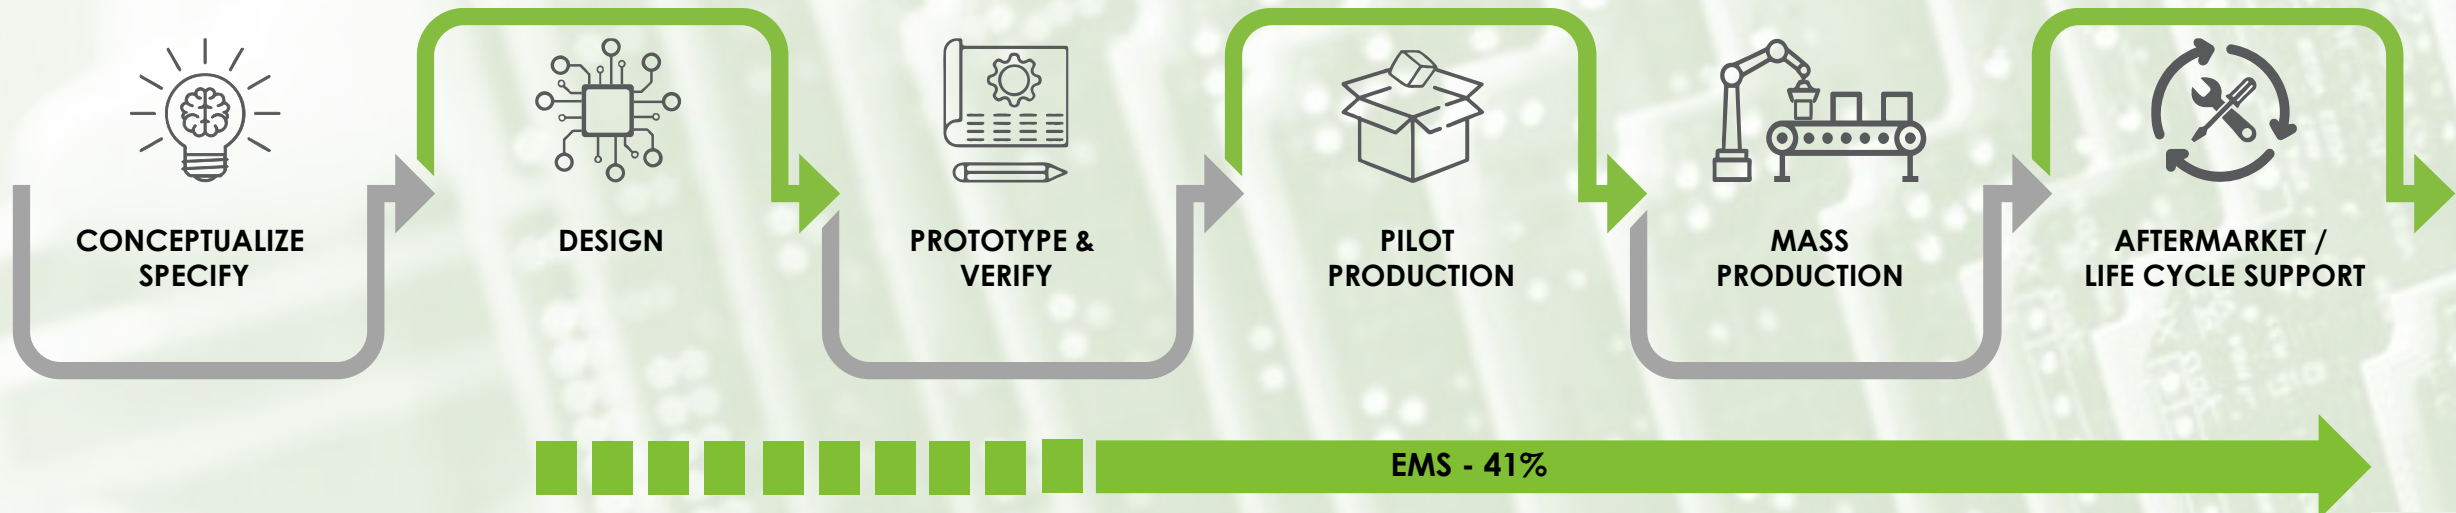 CONCEPTUALIZE
SPECIFY
DESIGN
PROTOTYPE &
VERIFY
PILOT
PRODUCTION
MASS
PRODUCTION
AFTERMARKET /
LIFE CYCLE SUPPORT
EMS - 41%